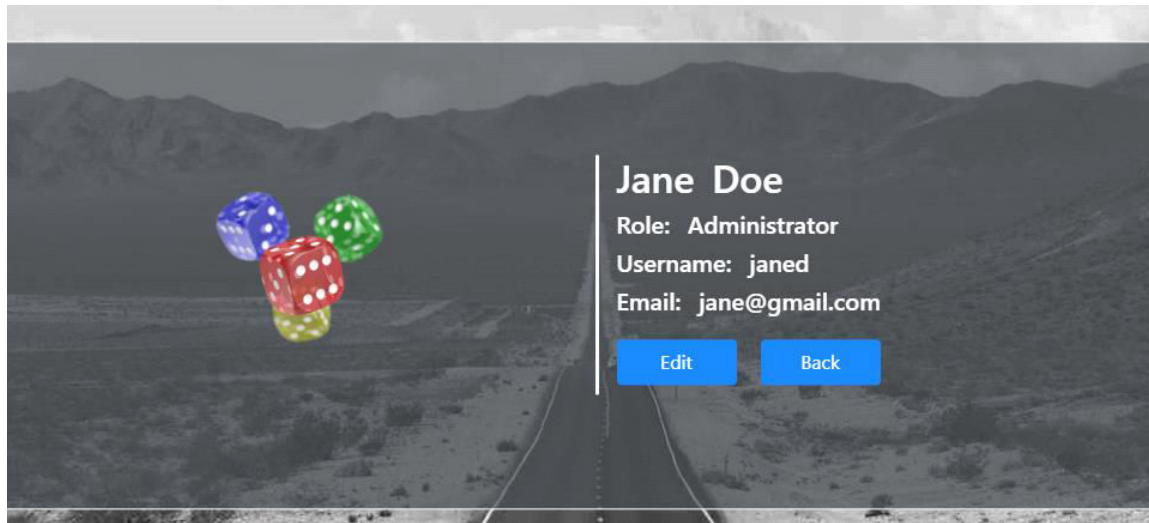 Jane Doe
Role: Administrator
Username: janed
Email: jane@gmail.com
Edit Back